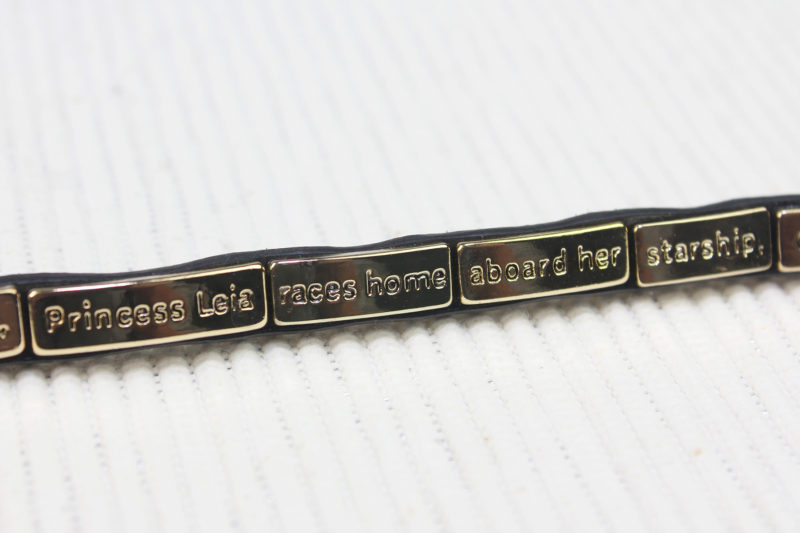 , Princess Leia races home aboard her starship,